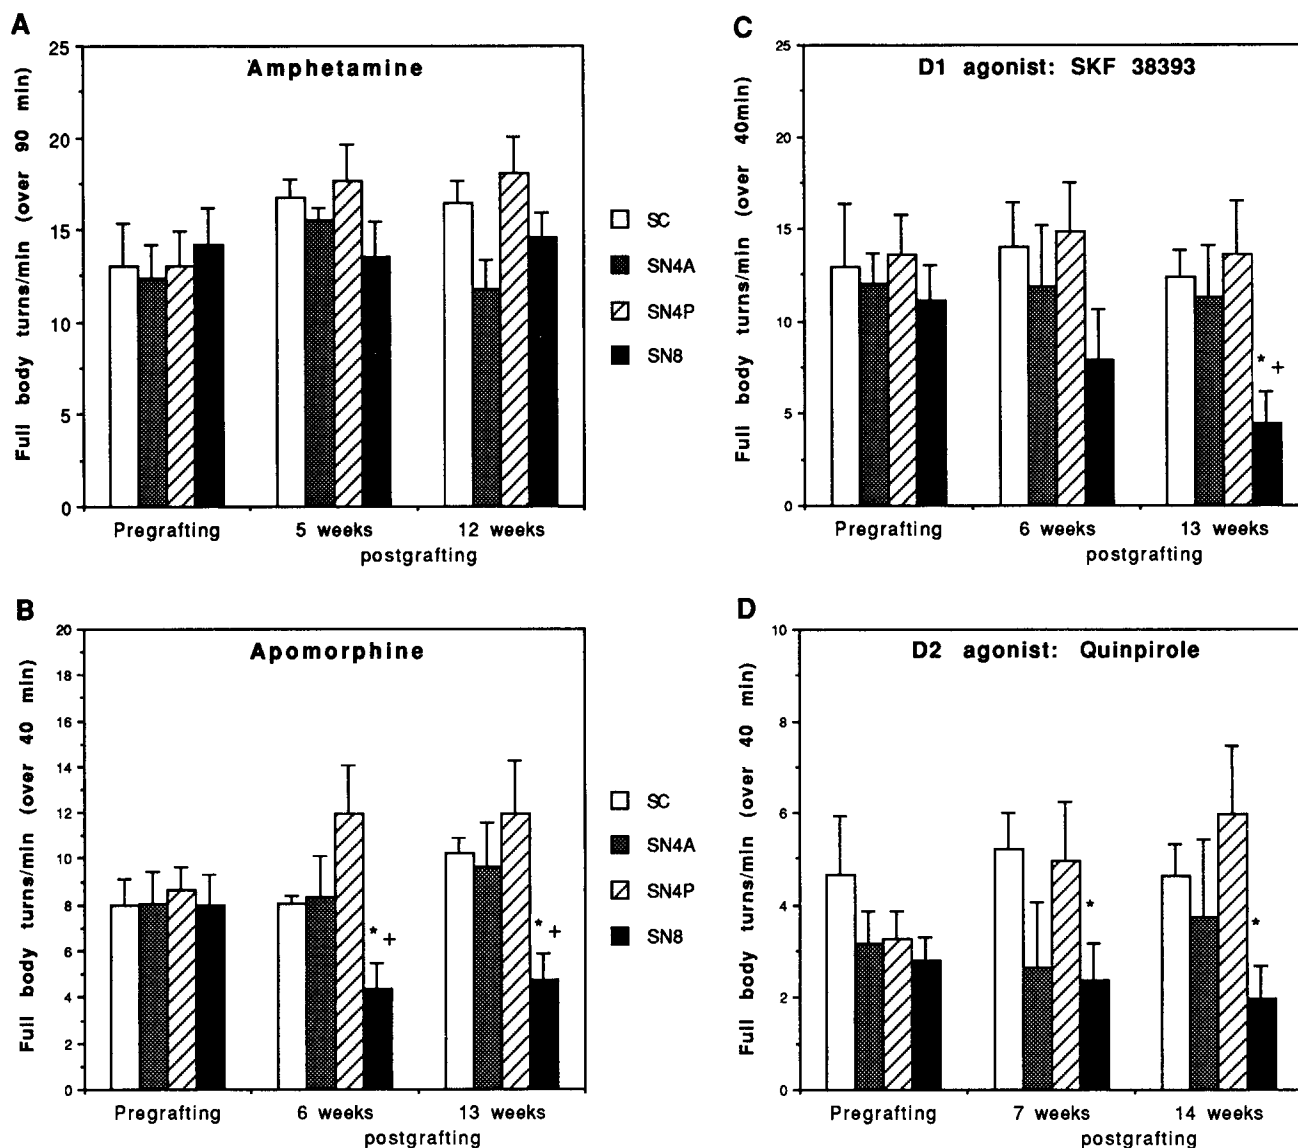 A
Amphetamine
Full body turns/min (over 90 min)
25
20
15
10
5
0
Pregrafting
5 weeks
12 weeks
postgrafting
SC
SN4A
SN4P
SN8
C
D1 agonist: SKF 38393
Full body turns/min (over 40min)
25
20
15
10
5
0
* +
Pregrafting
6 weeks
13 weeks
postgrafting
B
Apomorphine
Full body turns/min (over 40 min)
20
18
16
14
12
10
8
6
4
2
0
* +
* +
Pregrafting
6 weeks
13 weeks
postgrafting
SC
SN4A
SN4P
SN8
D
D2 agonist: Quinpirole
Full body turns/min (over 40 min)
10
8
6
4
2
0
*
*
Pregrafting
7 weeks
14 weeks
postgrafting